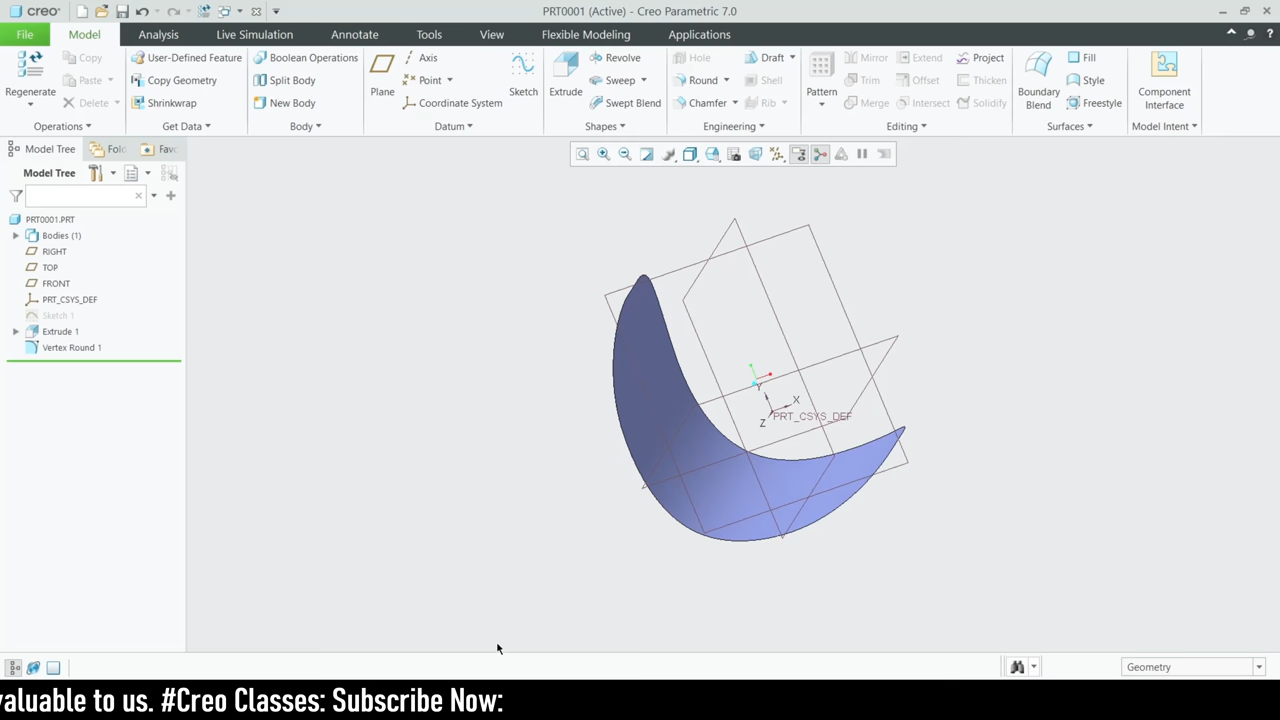 creo
PRT0001 (Active) - Creo Parametric 7.0
File Model Analysis Live Simulation Annotate Tools View Flexible Modeling Applications
Regenerate
Copy
Paste
Delete
Operations
User-Defined Feature
Copy Geometry
Shrinkwrap
Get Data
Boolean Operations
Split Body
New Body
Body
Plane
Axis
Point
Coordinate System
Sketch
Datum
Extrude
Revolve
Sweep
Swept Blend
Shapes
Hole
Round
Chamfer
Draft
Shell
Rib
Engineering
Pattern
Mirror
Trim
Merge
Extend
Offset
Intersect
Project
Thicken
Solidify
Editing
Boundary
Blend
Fill
Style
Freestyle
Surfaces
Component
Interface
Model Intent
Model Tree
Fol
Fav
Model Tree
PRT0001.PRT
Bodies (1)
RIGHT
TOP
FRONT
PRT_CSYS_DEF
Sketch 1
Extrude 1
Vertex Round 1
Y
X
PRT_CSYS_DEF
Z
Geometry
valuable to us. #Creo Classes: Subscribe Now: